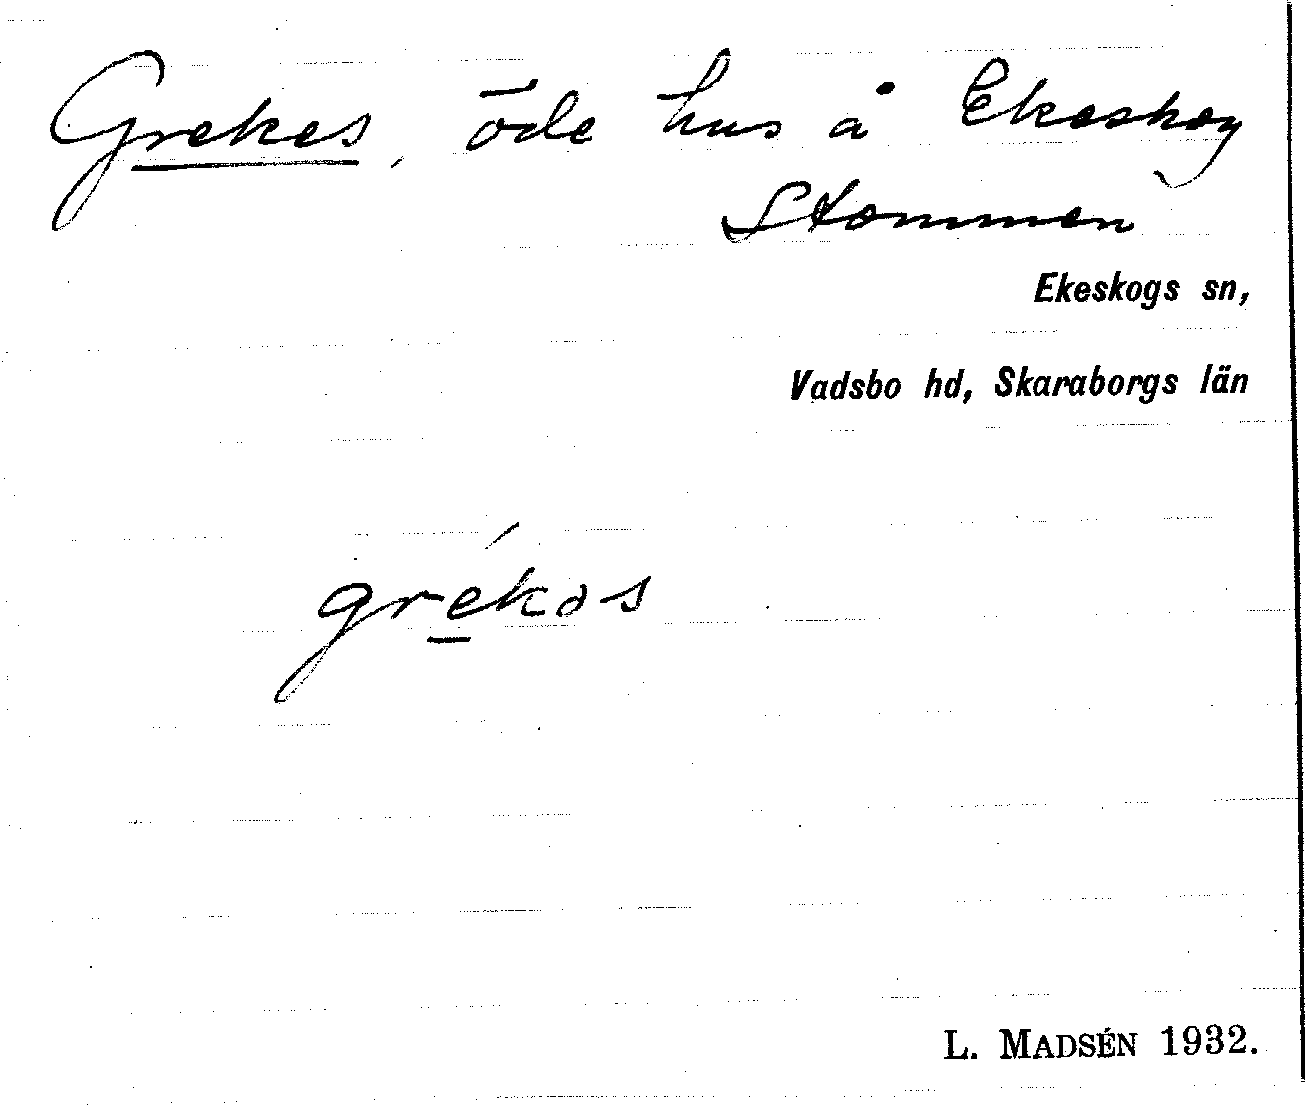 Grekes, öde hus å Ekeskog
Stommen
Ekeskogs sn,
Vadsbo hd, Skaraborgs län
grékəs
L. MADSÉN 1932.